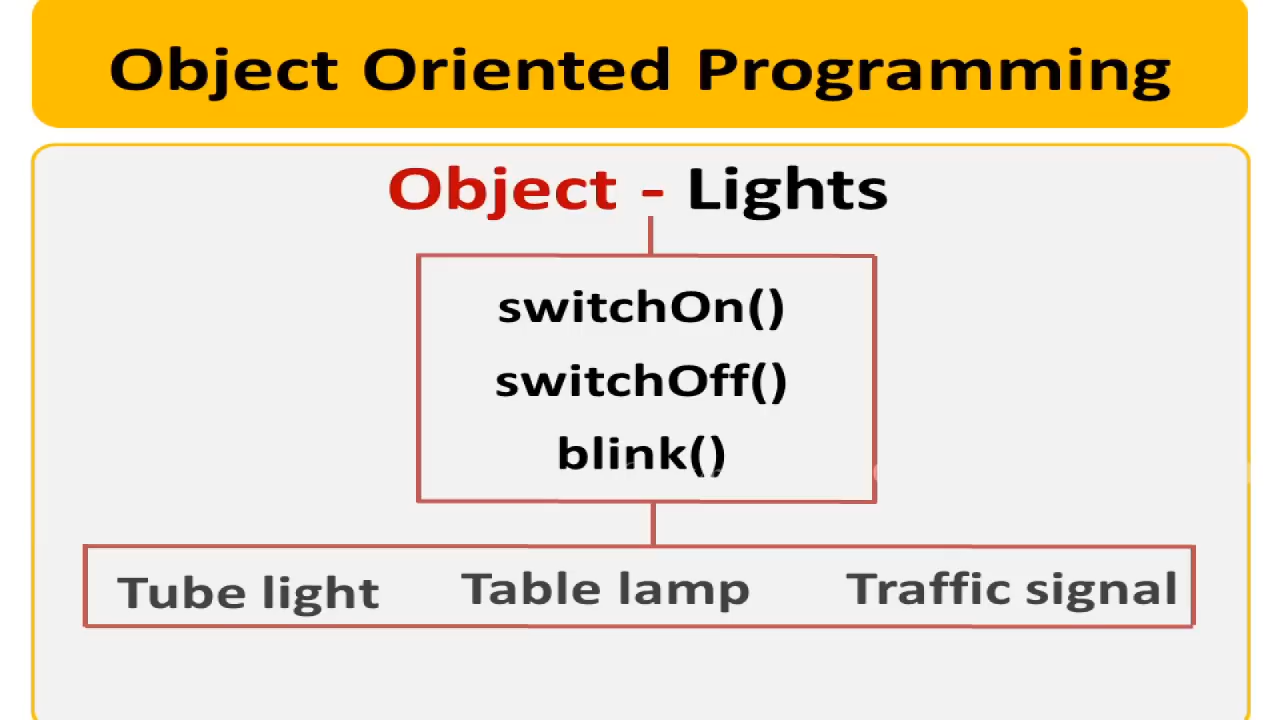 Object Oriented Programming
Object - Lights
switchOn()
switchOff()
blink()
Tube light Table lamp Traffic signal